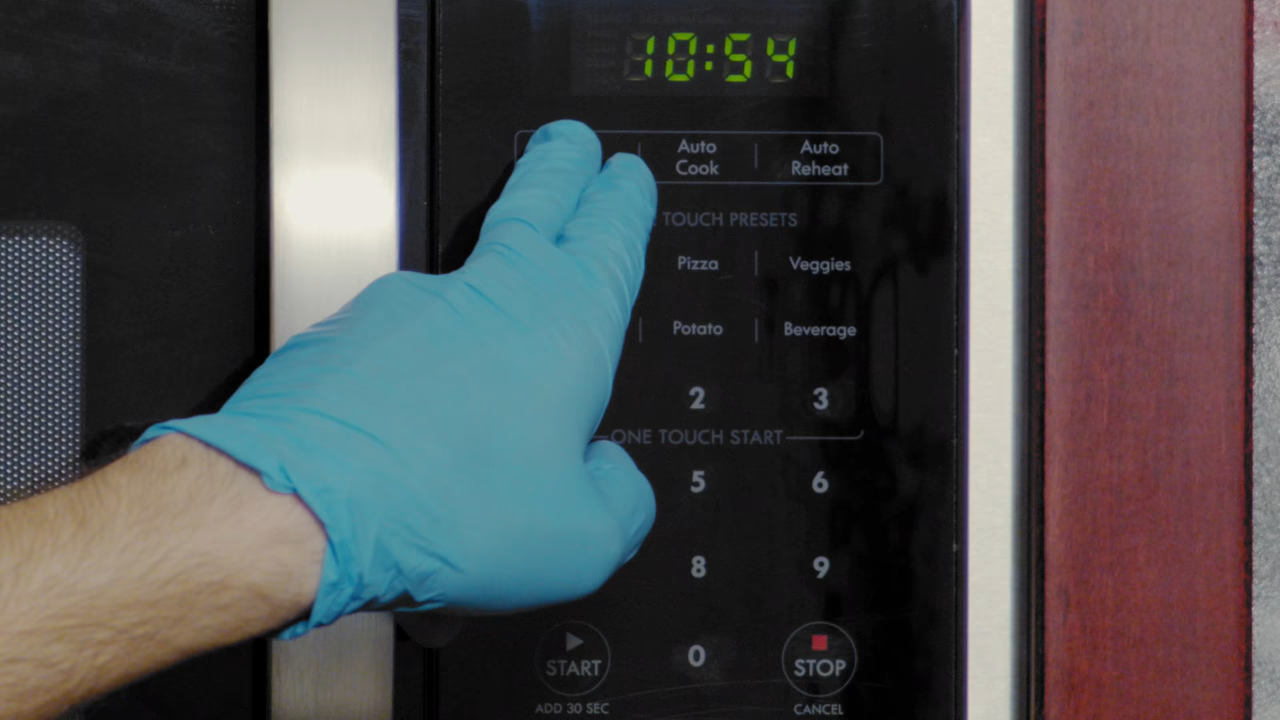 10:54
Auto Cook
Auto Reheat
TOUCH PRESETS
Pizza
Veggies
Potato
Beverage
2
3
ONE TOUCH START
5
6
8
9
START
0
STOP
ADD 30 SEC
CANCEL